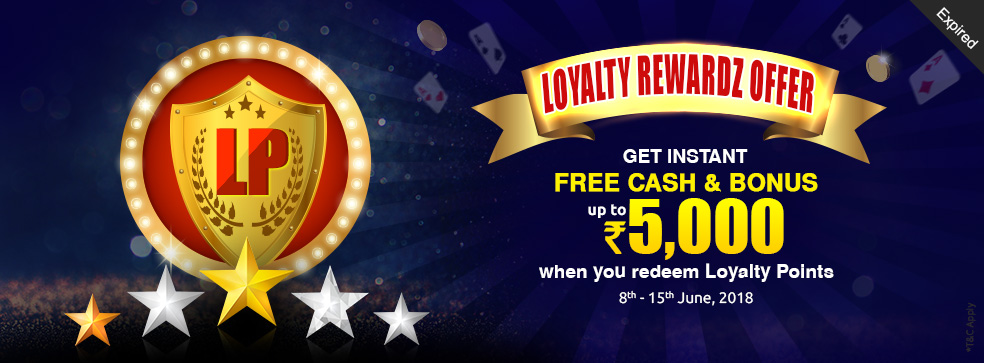 Expired
LP
LOYALTY REWARDZ OFFER
GET INSTANT
FREE CASH & BONUS
up to
₹5,000
when you redeem Loyalty Points
8th - 15th June, 2018
*T&C Apply